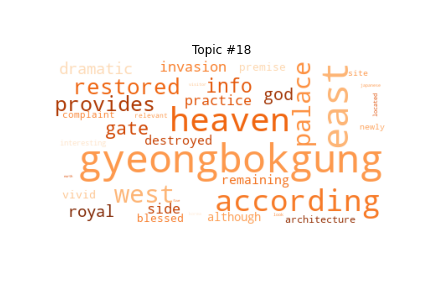 Topic #18
dramatic invasion premise
restored info palace east site
provides practice god
complaint relevant heaven located
gate destroyed newly
interesting
gyeongbokgung
remaining
west according
vivid
royal side although
blessed architecture